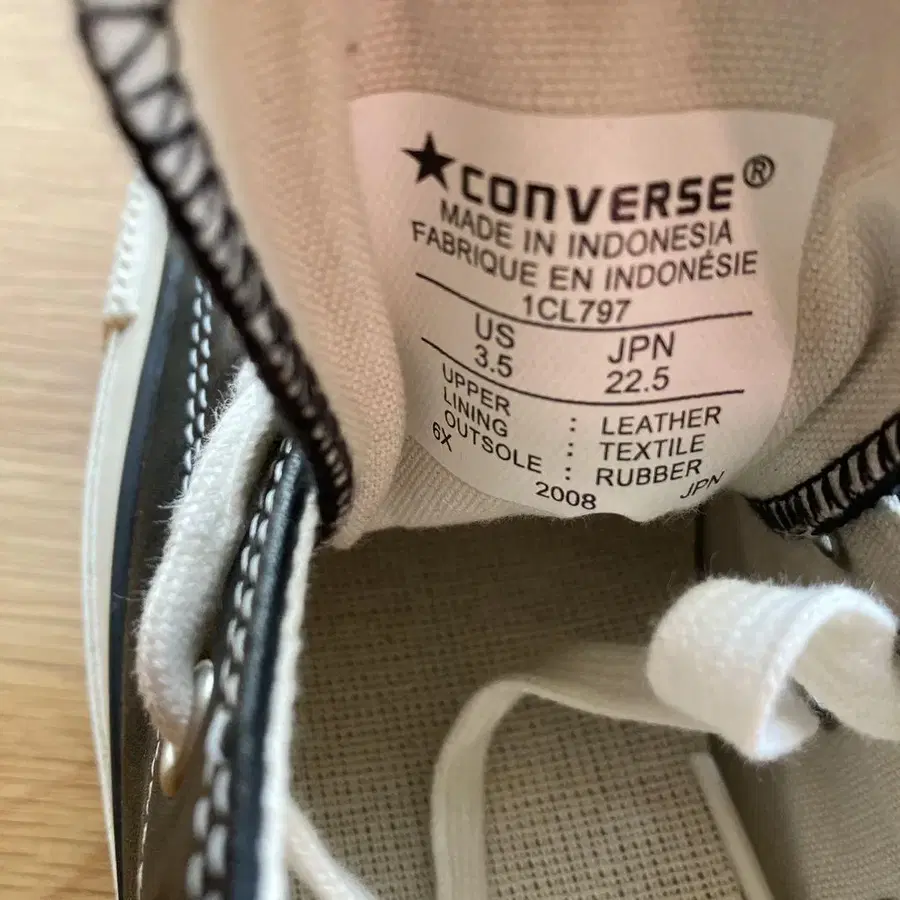 ★CONVERSE®
MADE IN INDONESIA
FABRIQUE EN INDONÉSIE
1CL797
US JPN
3.5 22.5
UPPER : LEATHER
LINING : TEXTILE
OUTSOLE : RUBBER
6X 2008 JPN